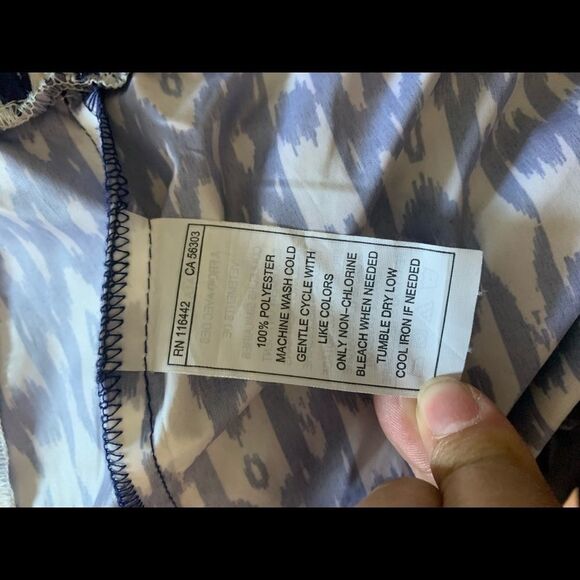 RN 116442 CA 56303
100% POLYESTER
MACHINE WASH COLD
GENTLE CYCLE WITH
LIKE COLORS
ONLY NON-CHLORINE
BLEACH WHEN NEEDED
TUMBLE DRY LOW
COOL IRON IF NEEDED